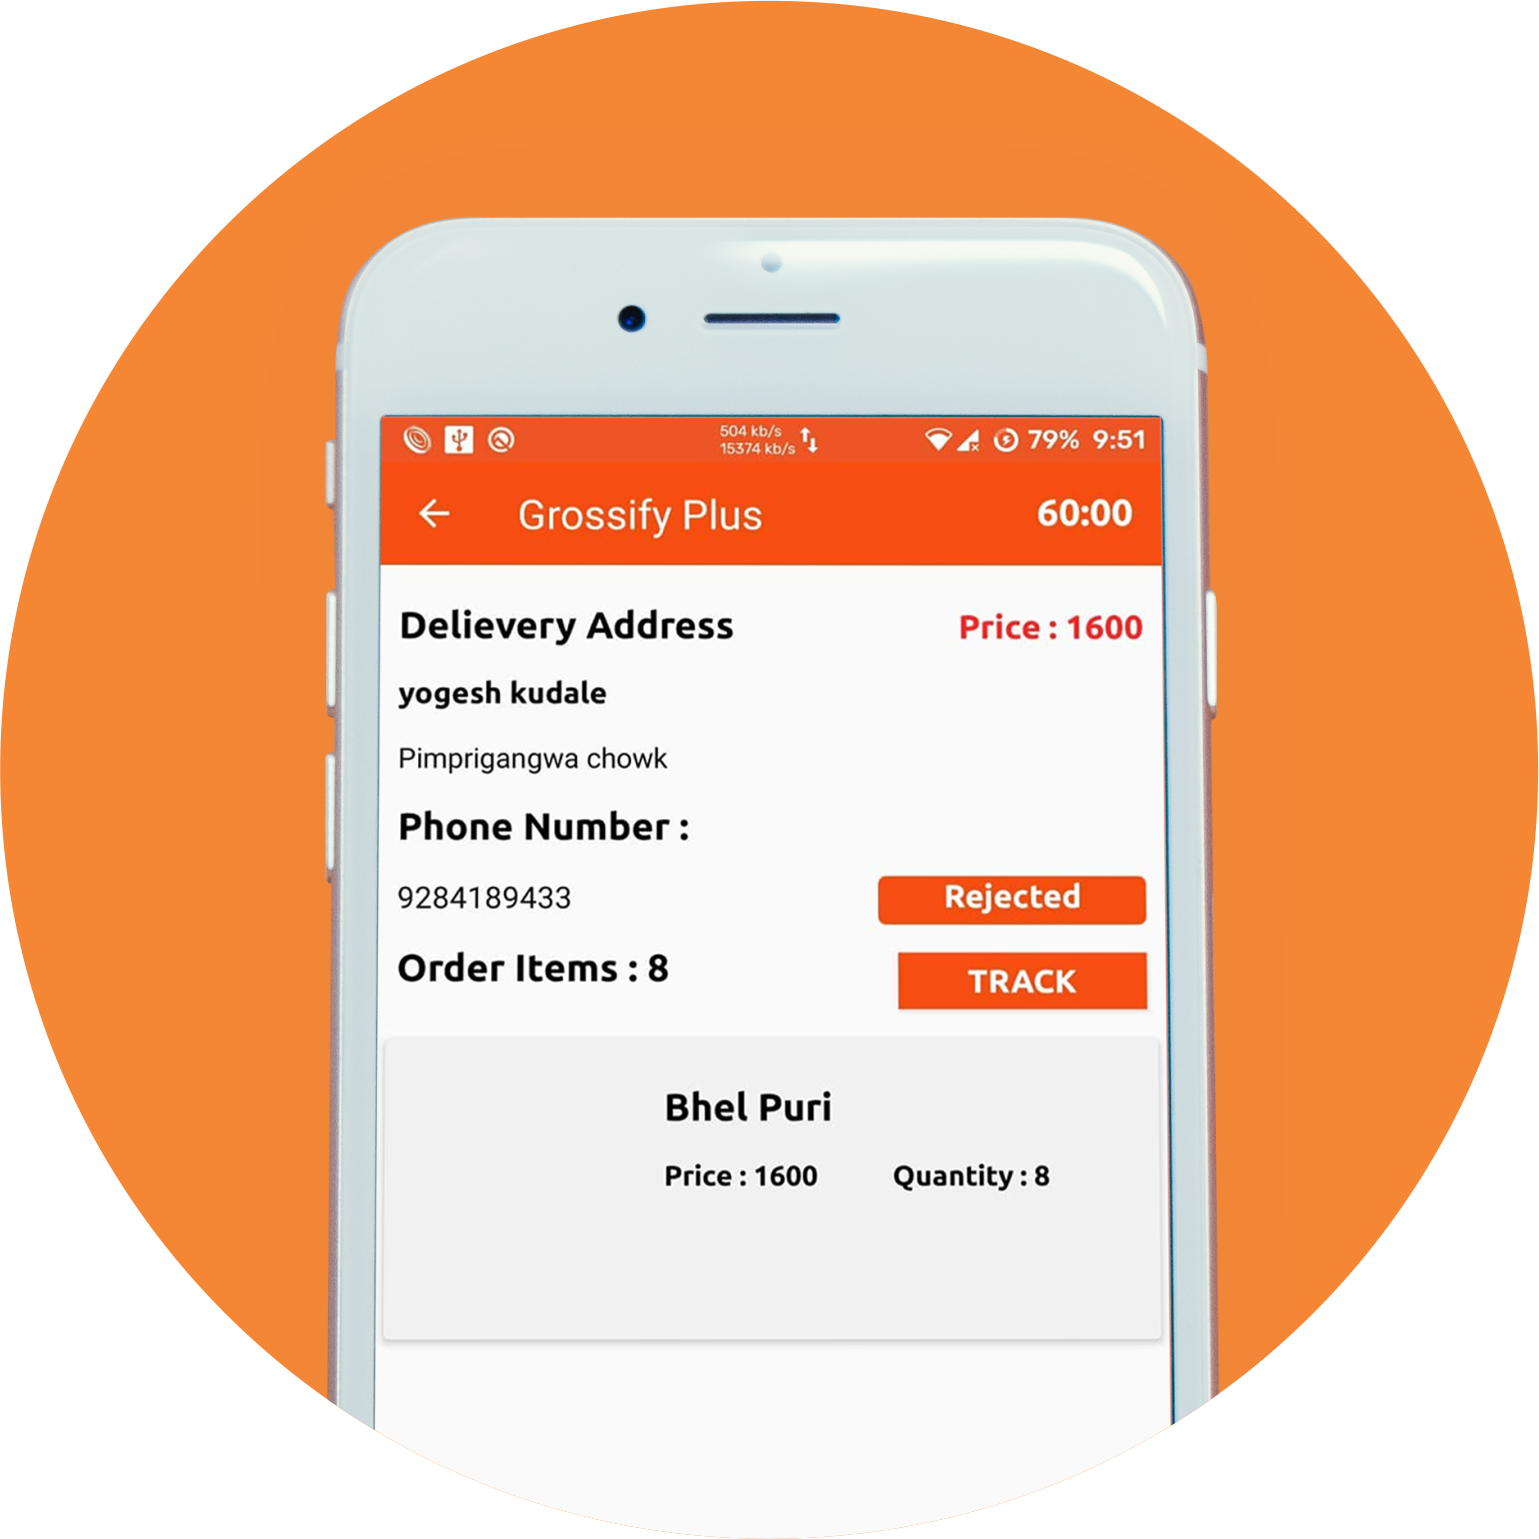 504 kb/s
15374 kb/s
79% 9:51
Grossify Plus 60:00
Delievery Address Price : 1600
yogesh kudale
Pimprigangwa chowk
Phone Number :
9284189433 Rejected
Order Items : 8 TRACK
Bhel Puri
Price : 1600 Quantity : 8